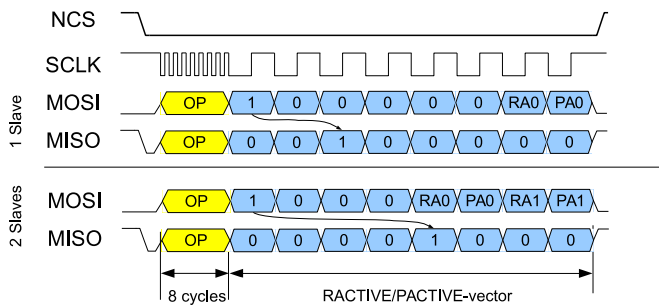 NCS
SCLK
1 Slave
MOSI OP 1 0 0 0 0 0 RA0 PA0
MISO OP 0 0 1 0 0 0 0 0
2 Slaves
MOSI OP 1 0 0 0 RA0 PA0 RA1 PA1
MISO OP 0 0 0 0 1 0 0 0
8 cycles RACTIVE/PACTIVE-vector